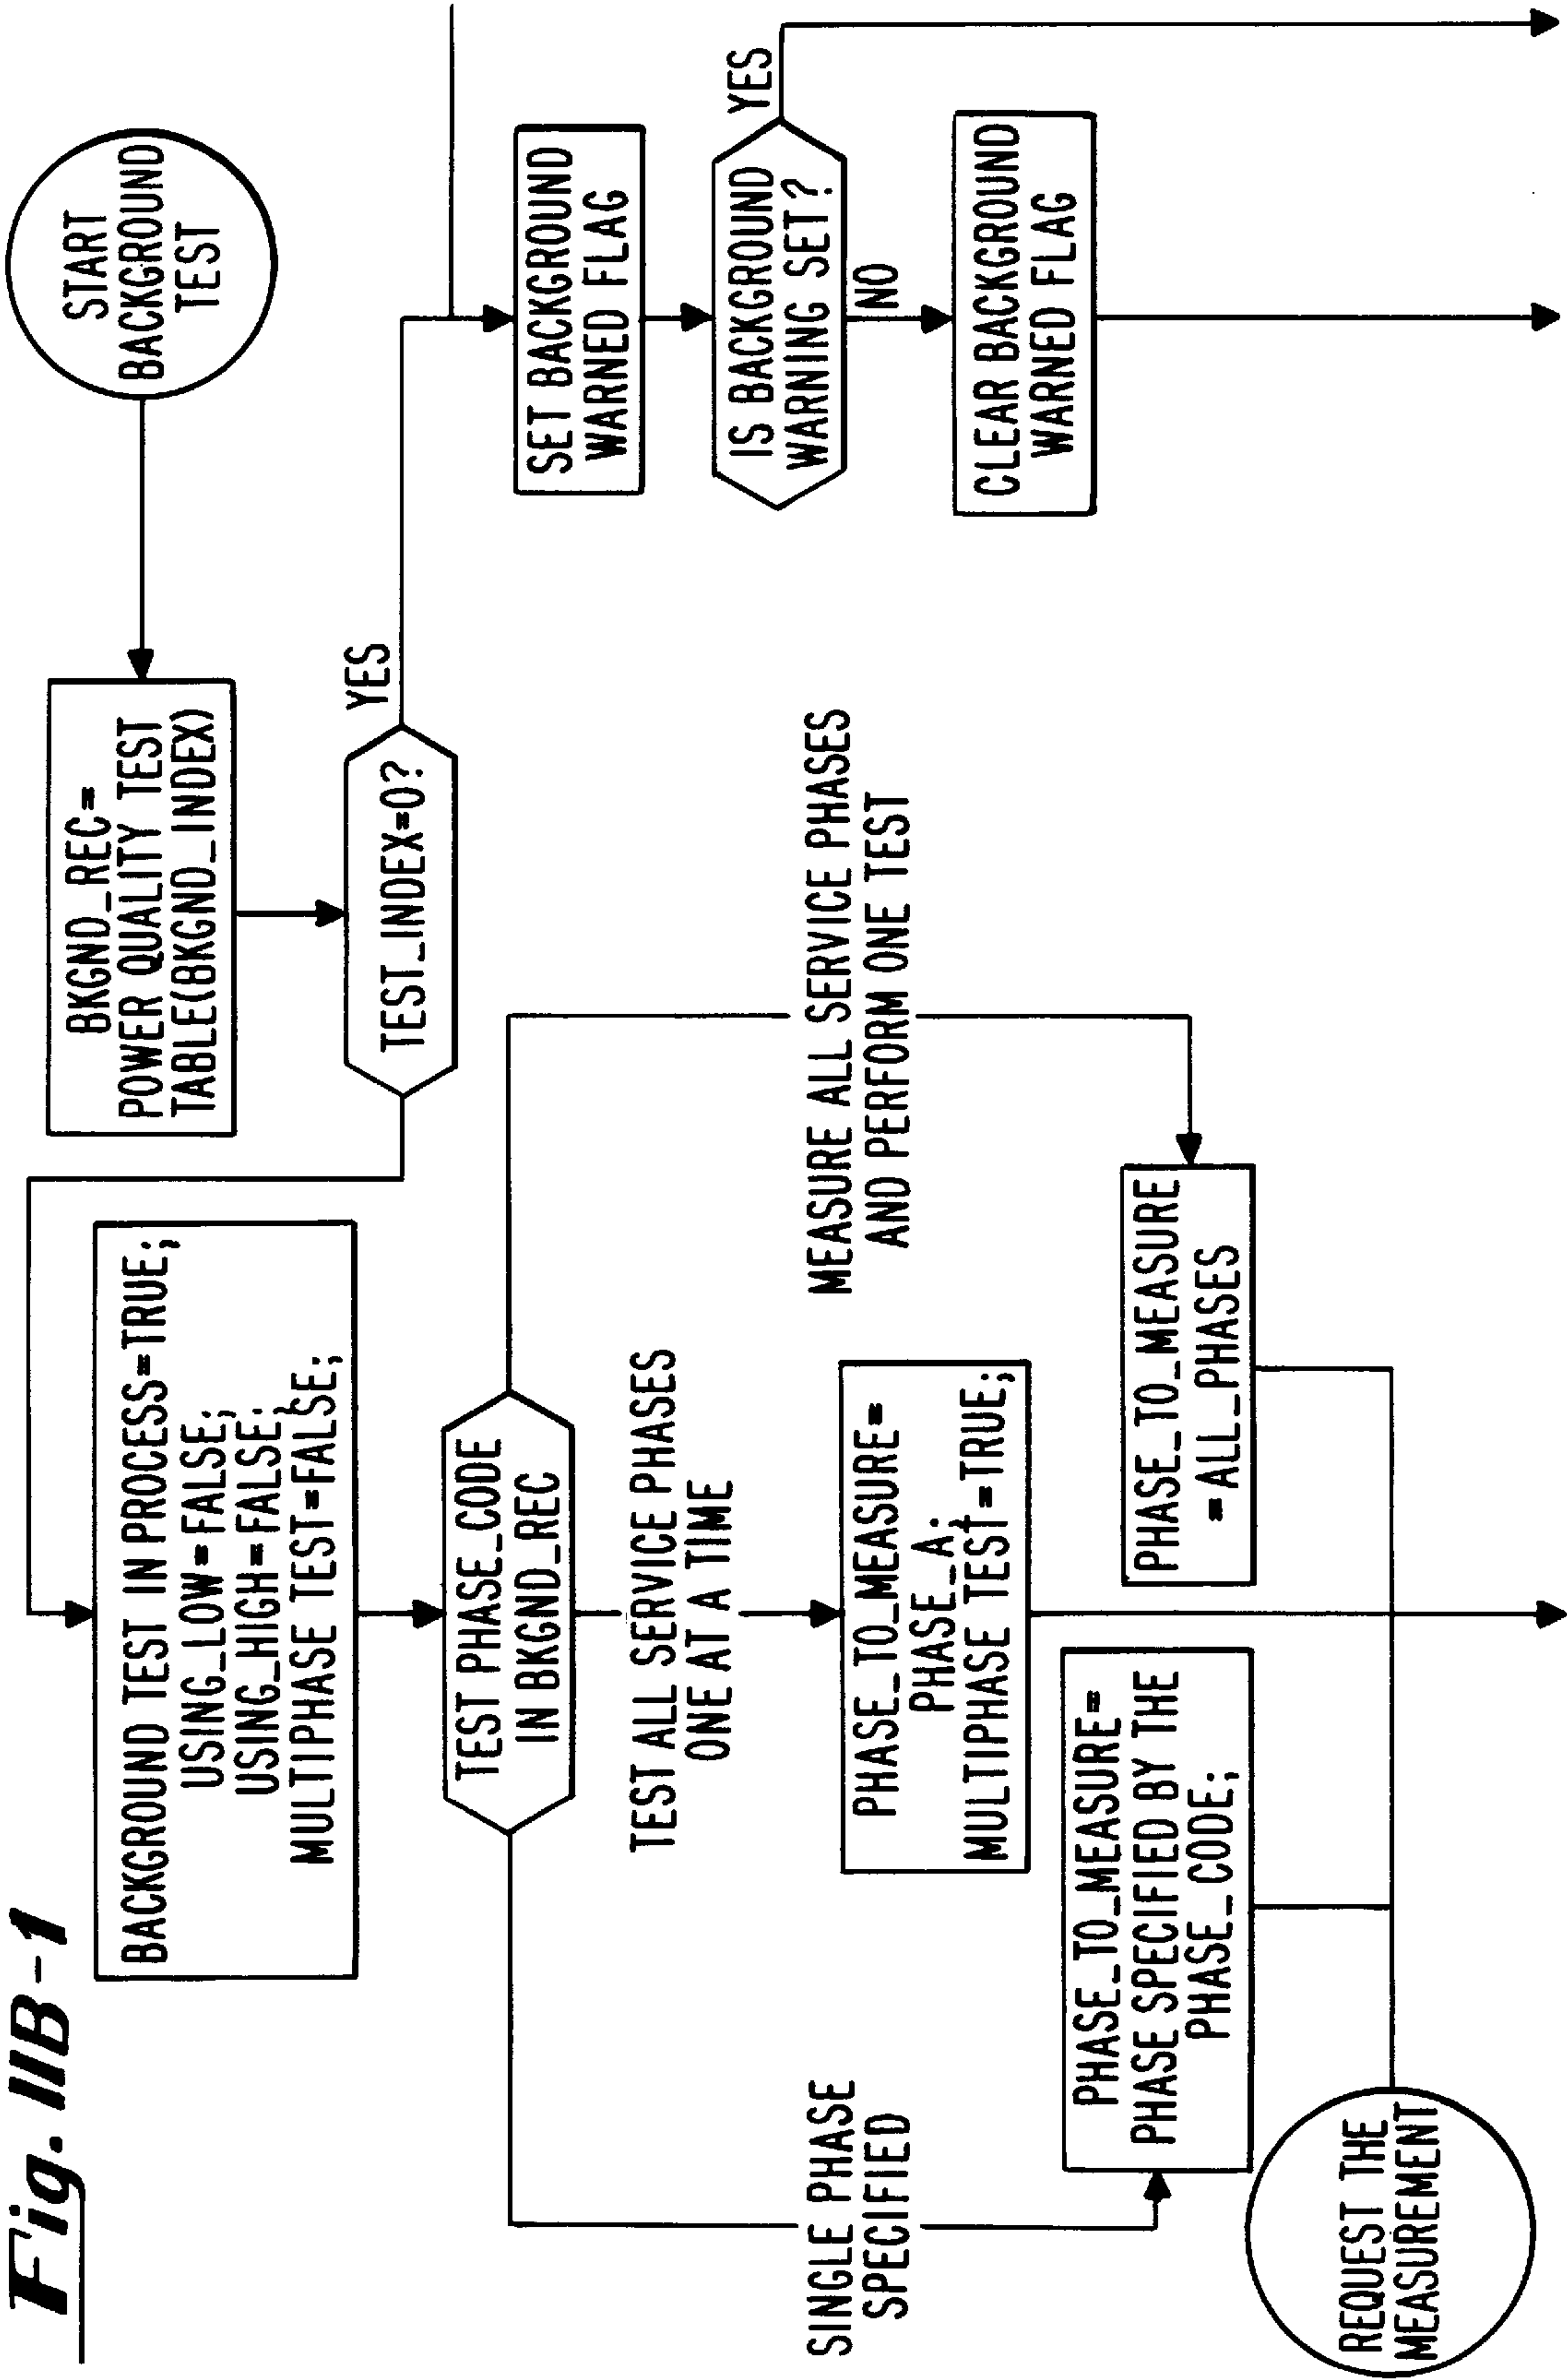 Fig. IIIB-1
START
BACKGROUND
TEST
BKGND_REC=
POWER QUALITY TEST
TABLE(BKGND_INDEX)
TEST_INDEX=0?
YES
BACKGROUND TEST IN PROCESS=TRUE;
USING_LOW=FALSE;
USING_HIGH=FALSE;
MULTIPHASE TEST=FALSE;
TEST PHASE_CODE
IN BKGND_REC
SINGLE PHASE
SPECIFIED
TEST ALL SERVICE PHASES
ONE AT A TIME
MEASURE ALL SERVICE PHASES
AND PERFORM ONE TEST
PHASE_TO_MEASURE=
PHASE_A;
MULTIPHASE TEST=TRUE;
PHASE_TO_MEASURE=
PHASE SPECIFIED BY THE
PHASE_CODE;
PHASE_TO_MEASURE
=ALL_PHASES
REQUEST THE
MEASUREMENT
SET BACKGROUND
WARNED FLAG
IS BACKGROUND
WARNING SET?
YES
NO
CLEAR BACKGROUND
WARNED FLAG